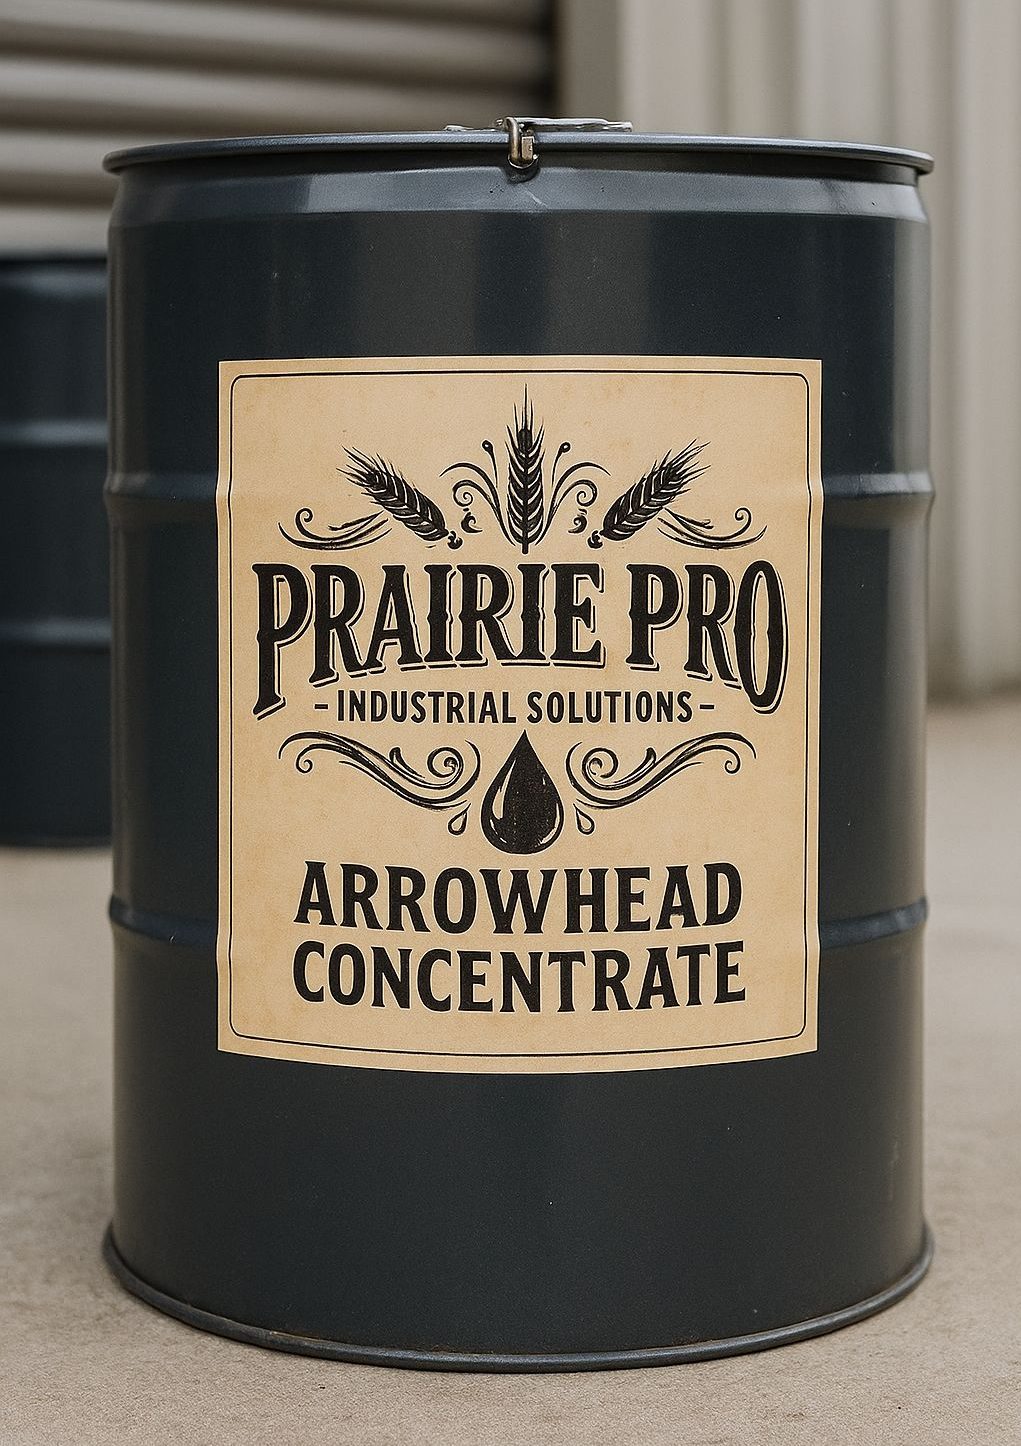 PRAIRIE PRO
-INDUSTRIAL SOLUTIONS-
ARROWHEAD
CONCENTRATE